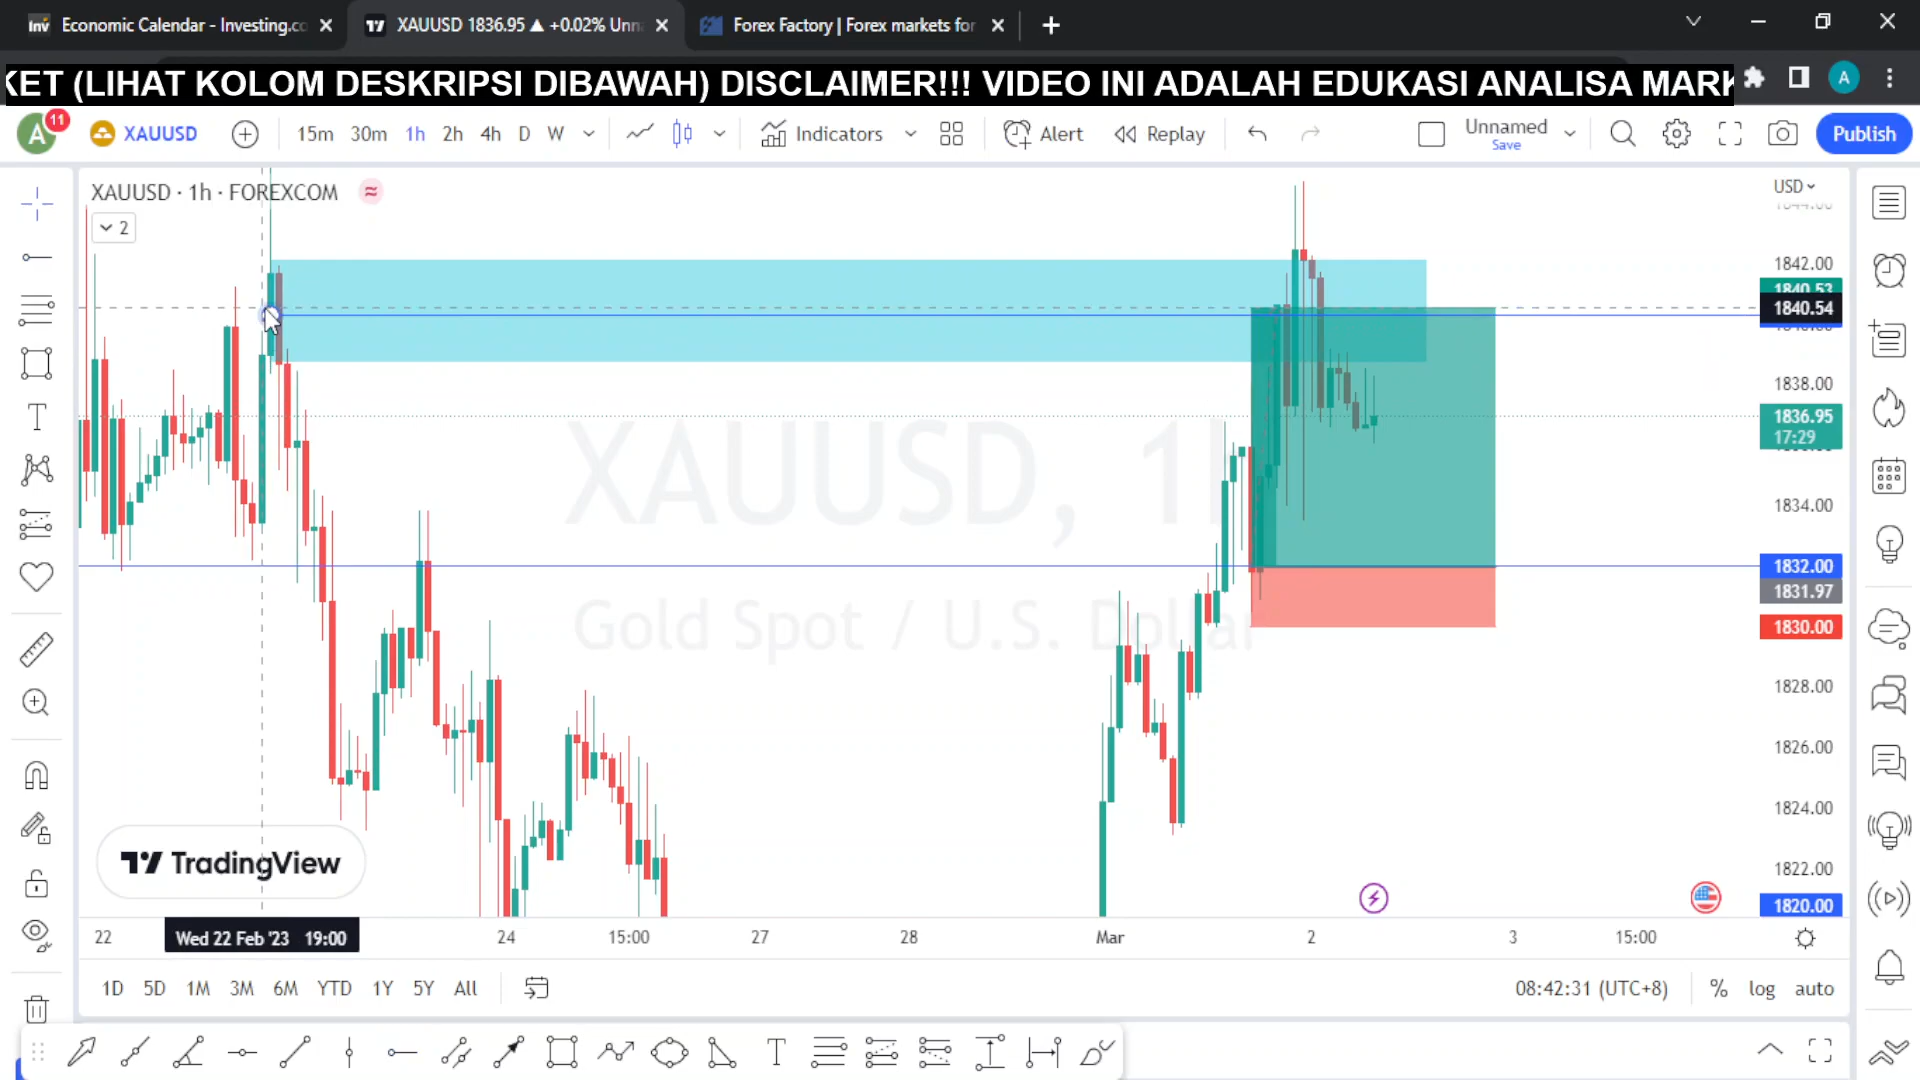 Economic Calendar - Investing.co
XAUUSD 1836.95 ▲ +0.02% Unn
Forex Factory | Forex markets for
KET (LIHAT KOLOM DESKRIPSI DIBAWAH) DISCLAIMER!!! VIDEO INI ADALAH EDUKASI ANALISA MARK
A
A
11
XAUUSD
15m 30m 1h 2h 4h D W
Indicators
Alert
Replay
Unnamed
Save
Publish
XAUUSD · 1h · FOREXCOM
2
USD
1842.00
1840.54
1838.00
1836.95
17:29
1834.00
1832.00
1831.97
1830.00
1828.00
1826.00
1824.00
1822.00
1820.00
XAUUSD, 1h
Gold Spot / U.S. Dollar
TradingView
22
Wed 22 Feb '23 19:00
24 15:00 27 28 Mar 2 3 15:00
1D 5D 1M 3M 6M YTD 1Y 5Y All
08:42:31 (UTC+8)
% log auto